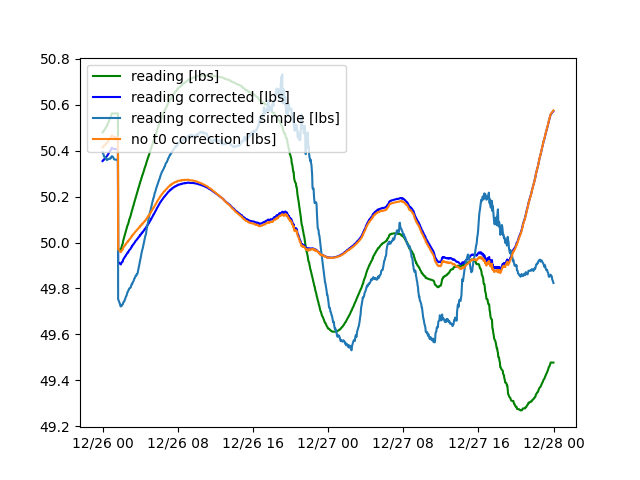 50.8
50.6
50.4
50.2
50.0
49.8
49.6
49.4
49.2
reading [lbs]
reading corrected [lbs]
reading corrected simple [lbs]
no t0 correction [lbs]
12/26 00 12/26 08 12/26 16 12/27 00 12/27 08 12/27 16 12/28 00